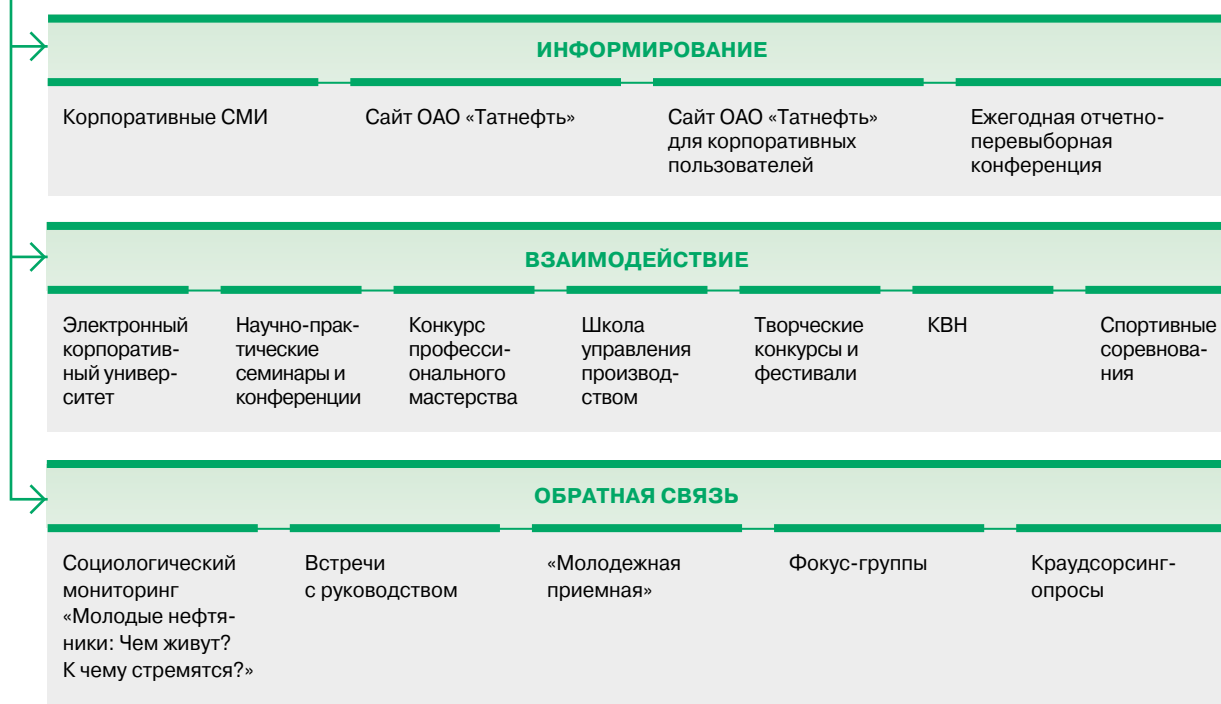 ИНФОРМИРОВАНИЕ
Корпоративные СМИ
Сайт ОАО «Татнефть»
Сайт ОАО «Татнефть»
для корпоративных
пользователей
Ежегодная отчетно-
перевыборная
конференция
ВЗАИМОДЕЙСТВИЕ
Электронный
корпоратив-
ный универ-
ситет
Научно-прак-
тические
семинары и
конференции
Конкурс
професси-
онального
мастерства
Школа
управления
производ-
ством
Творческие
конкурсы и
фестивали
КВН
Спортивные
соревнова-
ния
ОБРАТНАЯ СВЯЗЬ
Социологический
мониторинг
«Молодые нефтя-
ники: Чем живут?
К чему стремятся?»
Встречи
с руководством
«Молодежная
приемная»
Фокус-группы
Краудсорсинг-
опросы